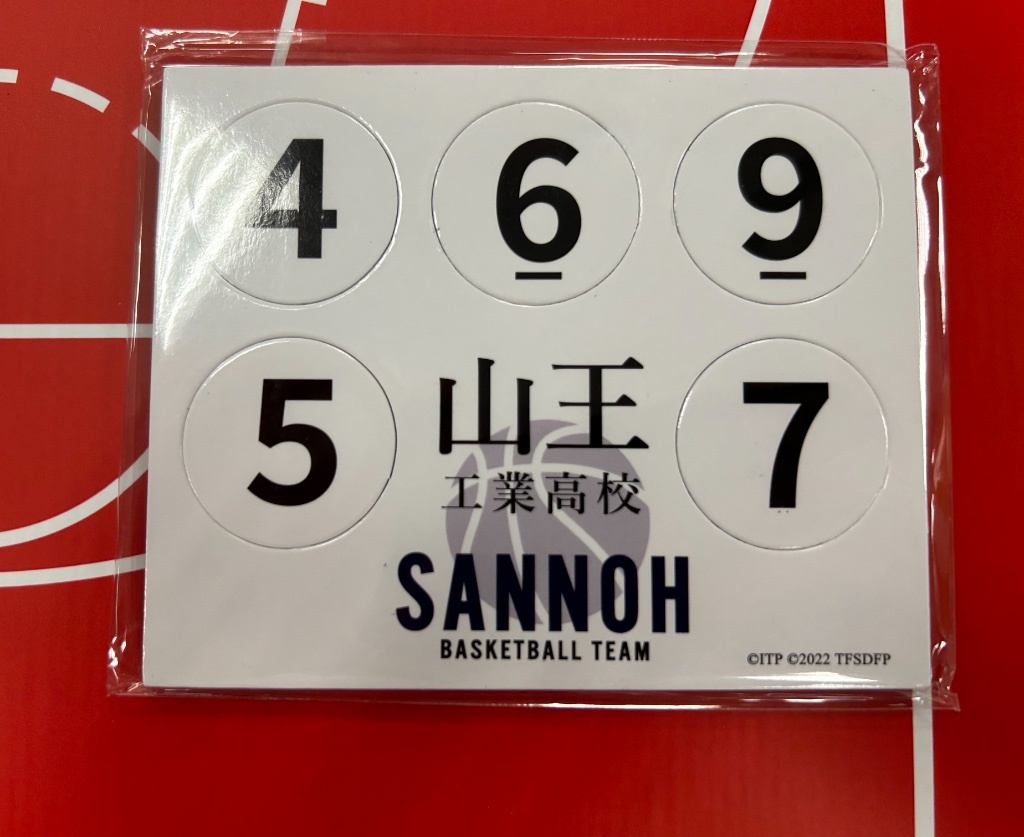 4 6 9
5 7
山王
工業高校
SANNOH
BASKETBALL TEAM
©ITP ©2022 TFSDFP